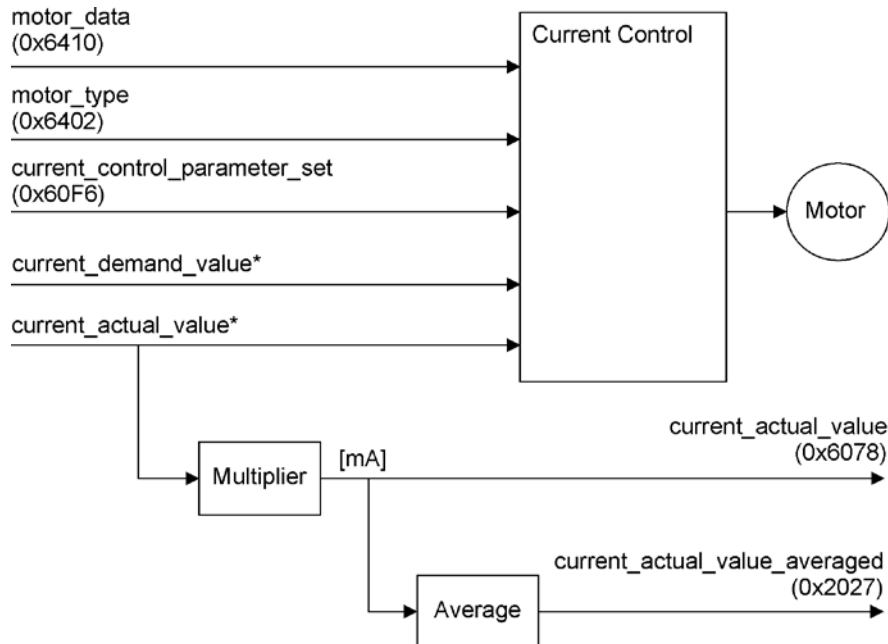 motor_data
(0x6410)
Current Control
motor_type
(0x6402)
current_control_parameter_set
(0x60F6)
Motor
current_demand_value*
current_actual_value*
current_actual_value
(0x6078)
Multiplier
[mA]
current_actual_value_averaged
(0x2027)
Average